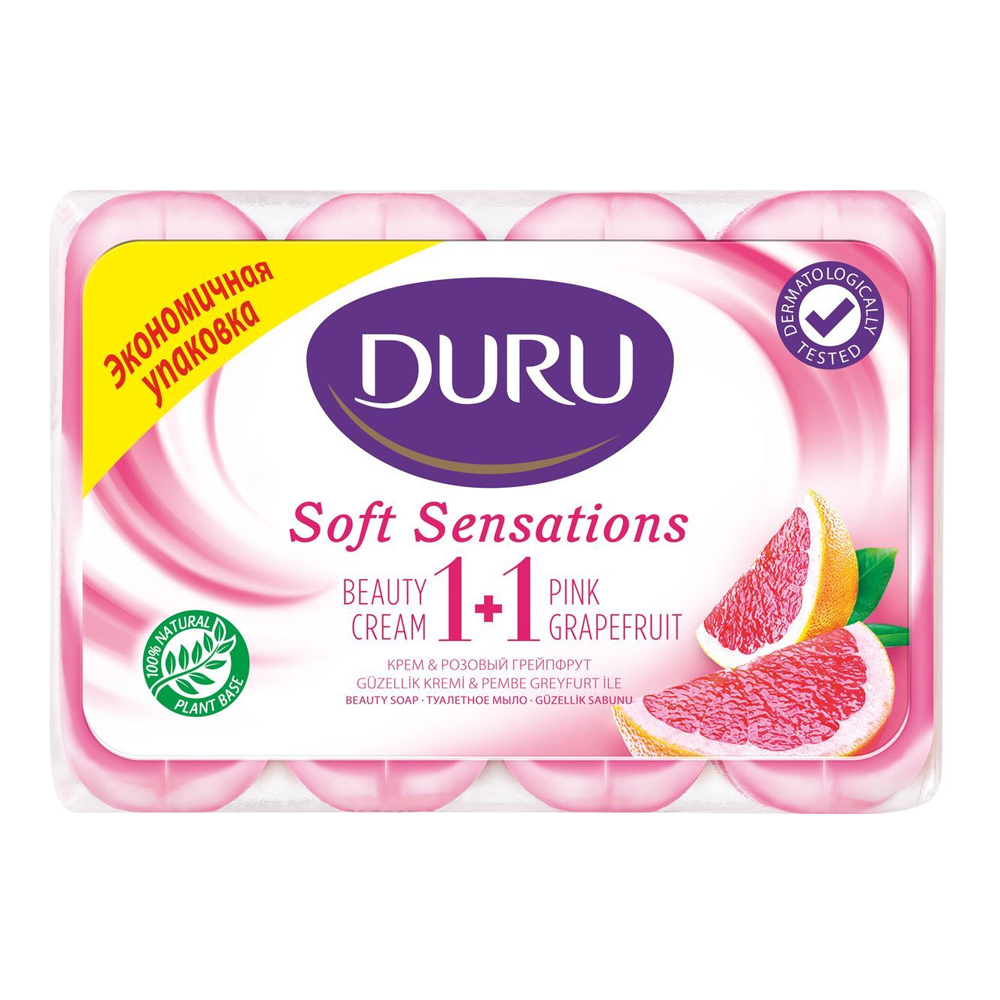 Экономичная
упаковка
DURU
DERMATOLOGICALLY
TESTED
Soft Sensations
BEAUTY
CREAM
1+1
PINK
GRAPEFRUIT
КРЕМ & РОЗОВЫЙ ГРЕЙПФРУТ
GÜZELLİK KREMİ & PEMBE GREYFURT İLE
BEAUTY SOAP · ТУАЛЕТНОЕ МЫЛО · GÜZELLİK SABUNU
100% NATURAL
PLANT BASE